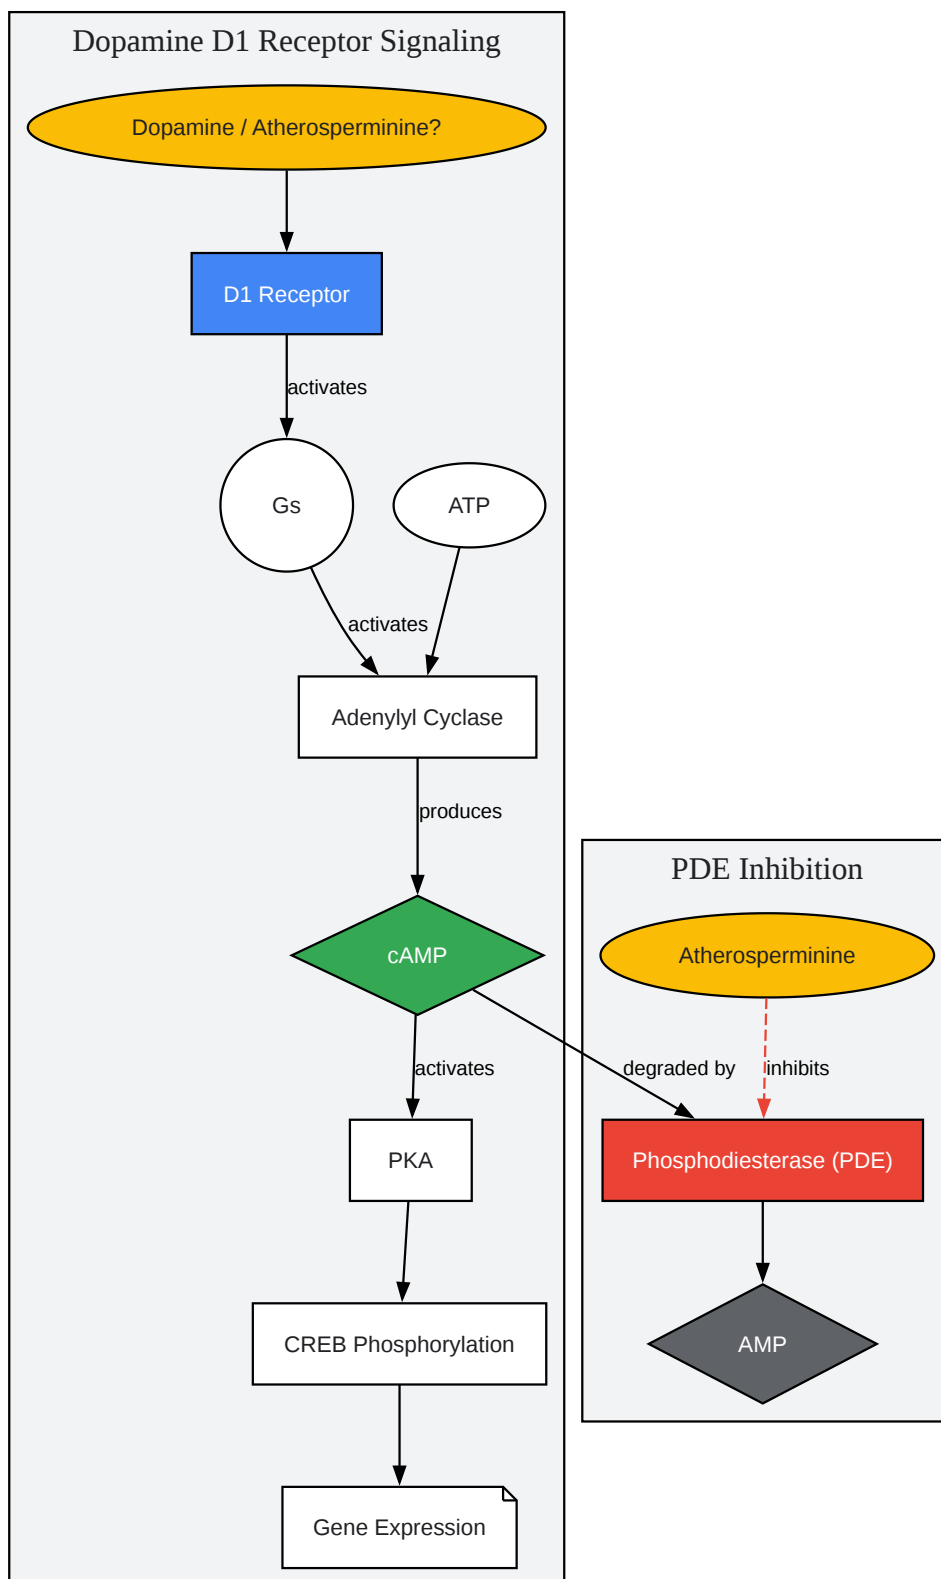 Dopamine D1 Receptor Signaling
Dopamine / Atherosperminine?
D1 Receptor
activates
Gs
ATP
activates
Adenylyl Cyclase
produces
cAMP
activates
PKA
CREB Phosphorylation
Gene Expression
PDE Inhibition
Atherosperminine
degraded by
inhibits
Phosphodiesterase (PDE)
AMP